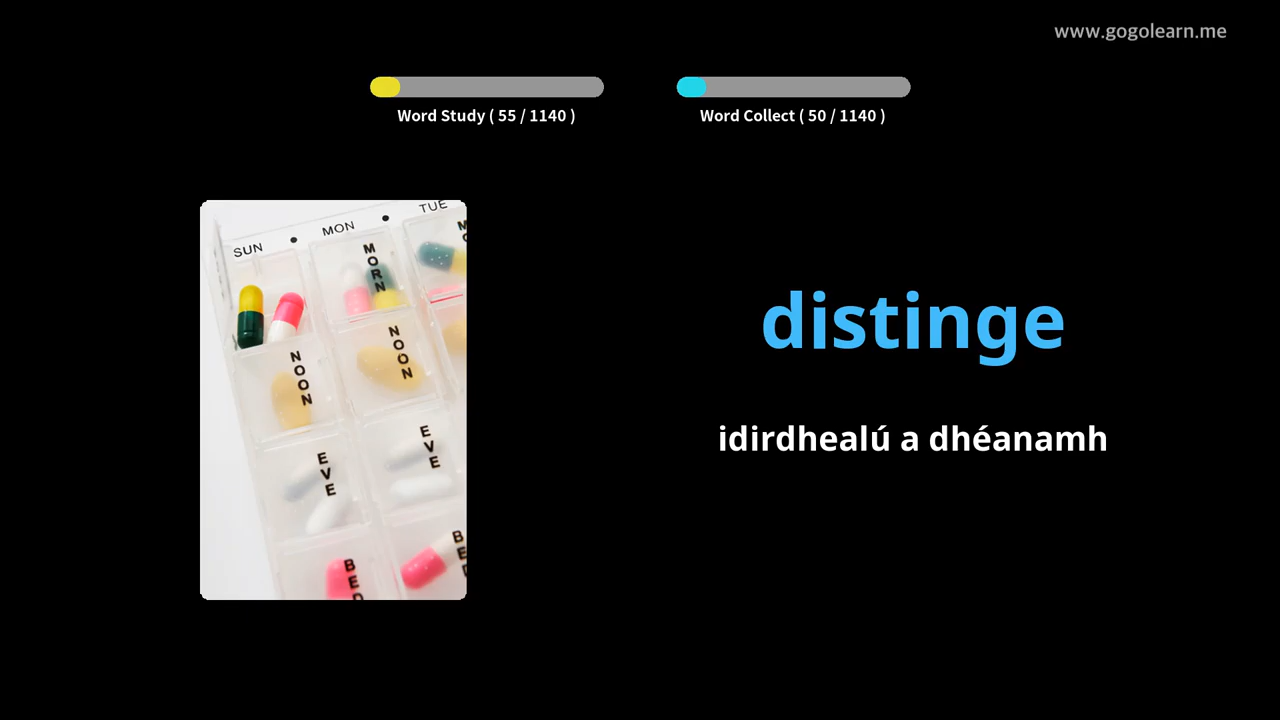 www.gogolearn.me
Word Study ( 55 / 1140 )
Word Collect ( 50 / 1140 )
SUN • MON • TUE
MORN
NOON
NOON
EVE
EVE
distinge
idirdhealú a dhéanamh